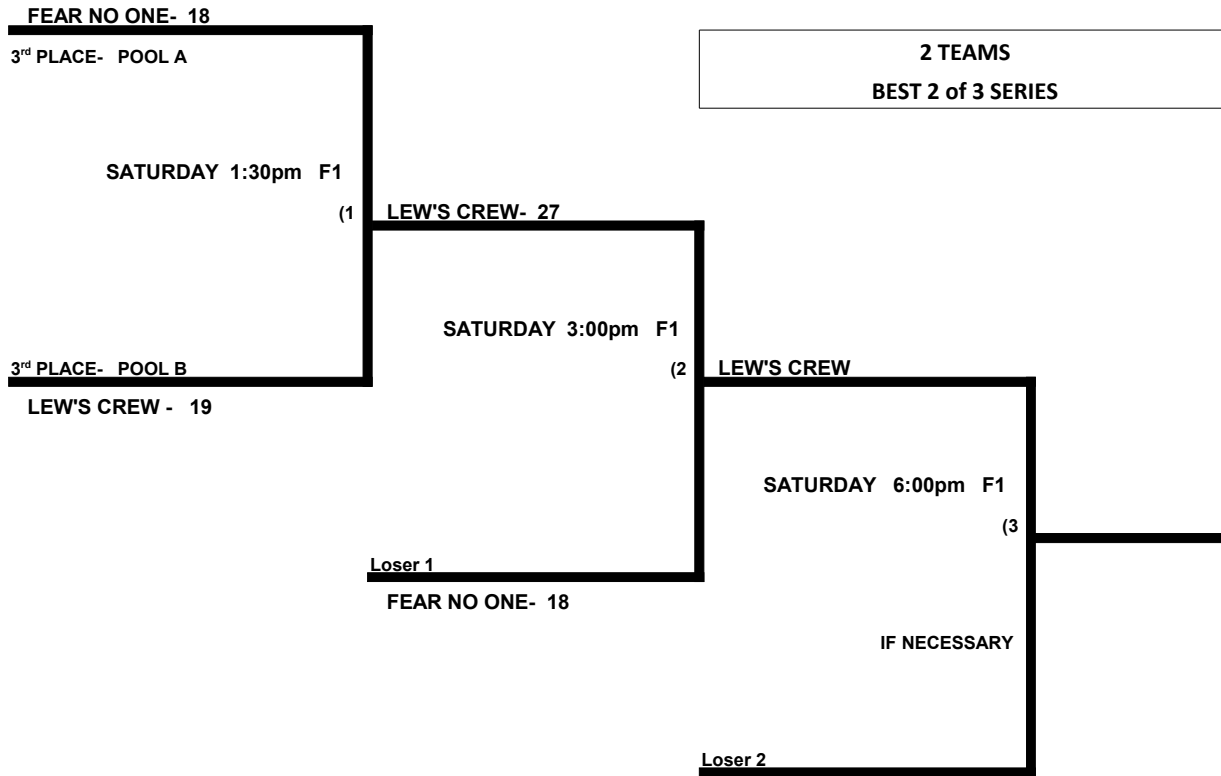 FEAR NO ONE- 18
3rd PLACE- POOL A
2 TEAMS
BEST 2 of 3 SERIES
SATURDAY 1:30pm F1
(1
LEW'S CREW- 27
SATURDAY 3:00pm F1
3rd PLACE- POOL B
(2
LEW'S CREW
LEW'S CREW - 19
SATURDAY 6:00pm F1
(3
Loser 1
FEAR NO ONE- 18
IF NECESSARY
Loser 2